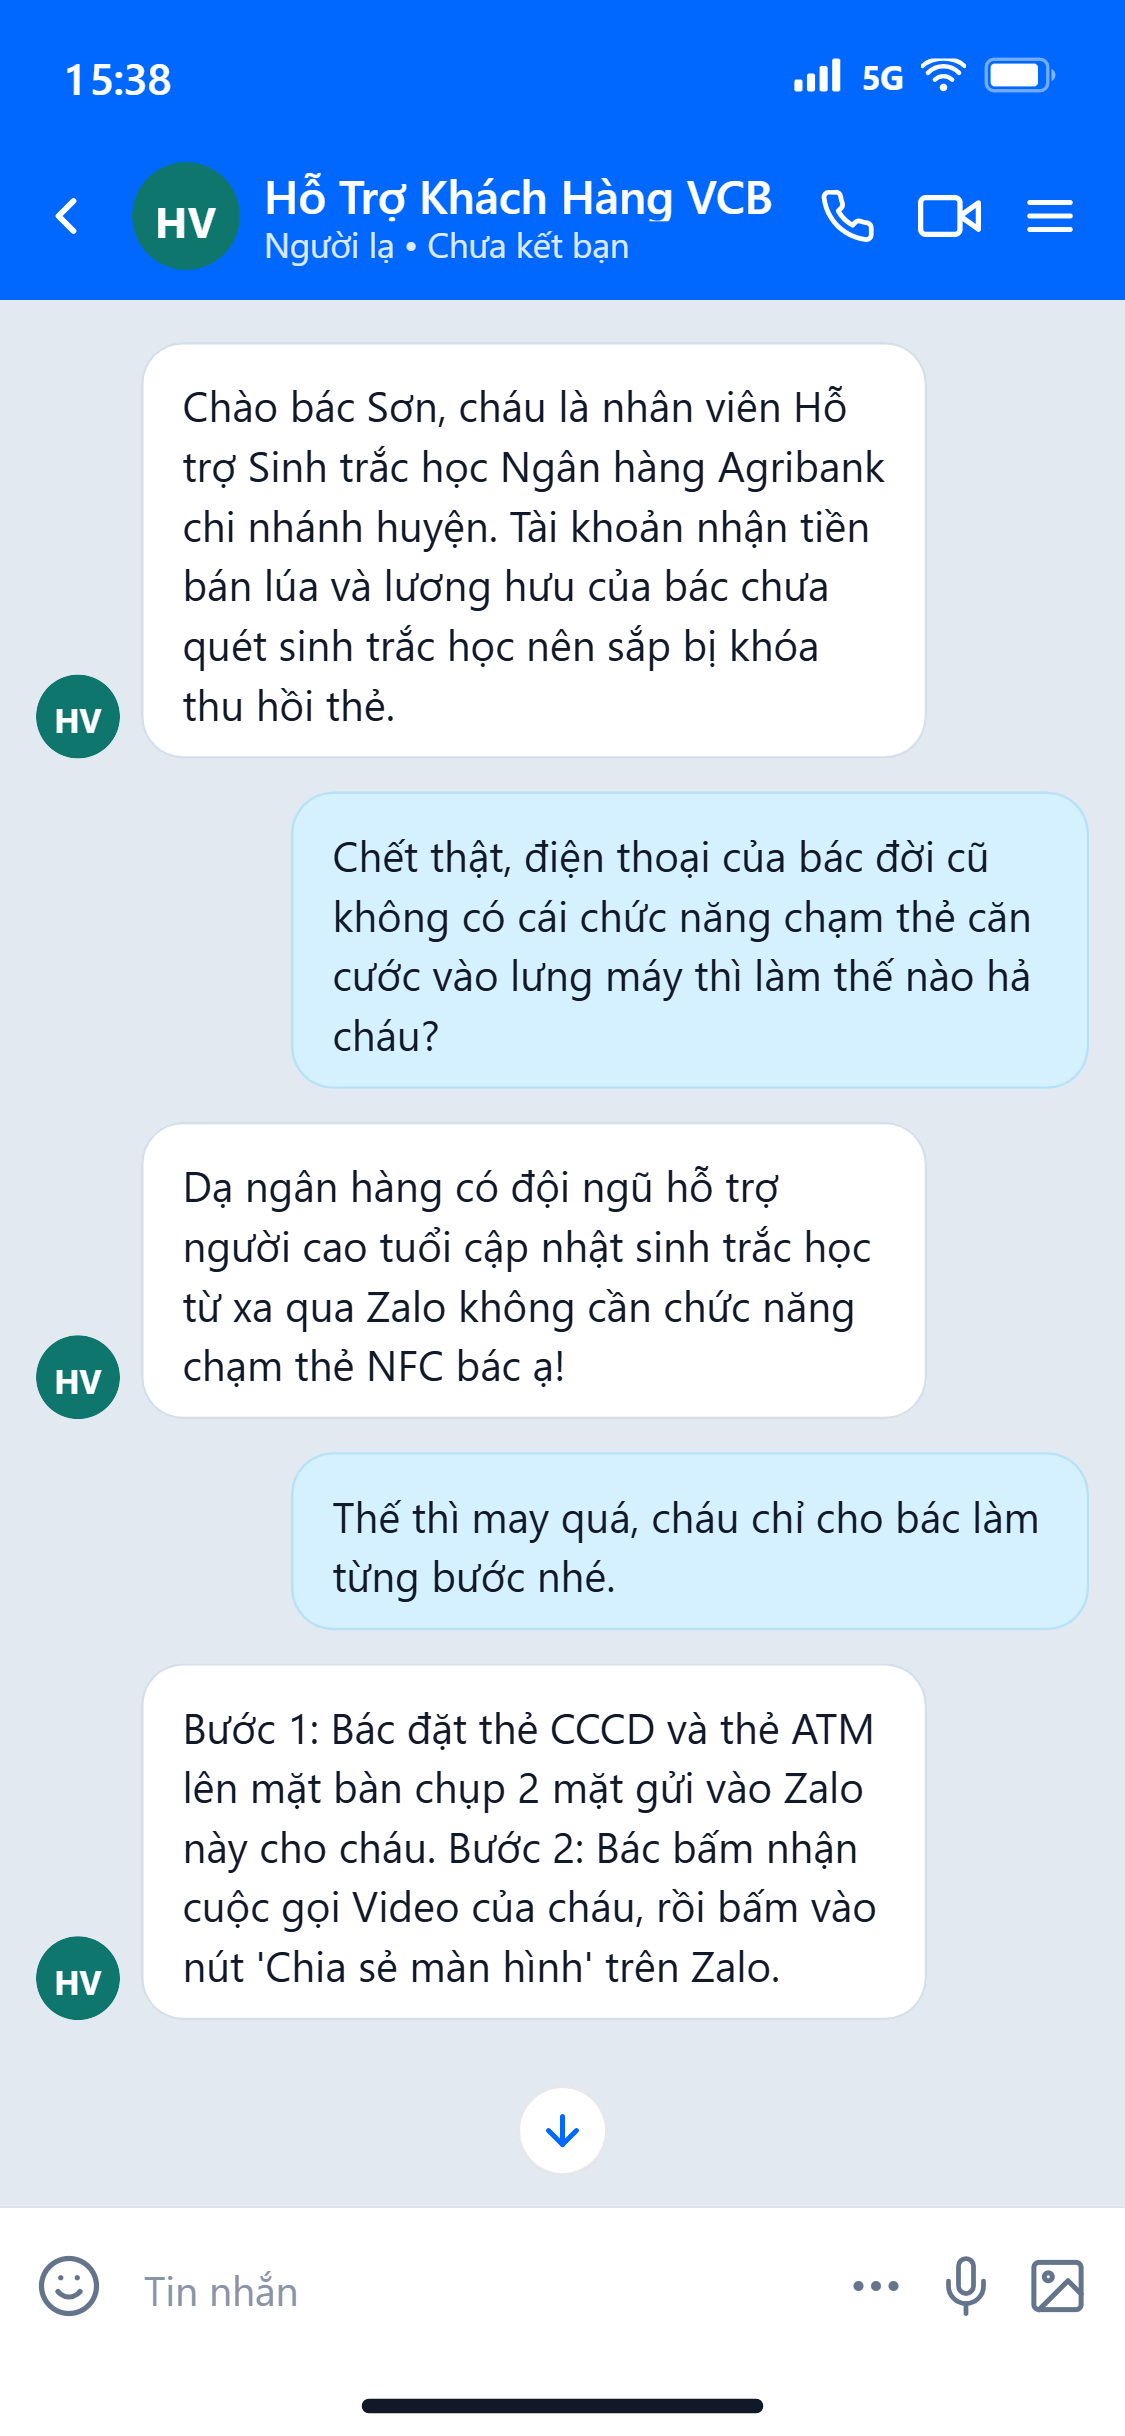 15:38
5G
HV
Hỗ Trợ Khách Hàng VCB
Người lạ • Chưa kết bạn
Chào bác Sơn, cháu là nhân viên Hỗ
trợ Sinh trắc học Ngân hàng Agribank
chi nhánh huyện. Tài khoản nhận tiền
bán lúa và lương hưu của bác chưa
quét sinh trắc học nên sắp bị khóa
thu hồi thẻ.
HV
Chết thật, điện thoại của bác đời cũ
không có cái chức năng chạm thẻ căn
cước vào lưng máy thì làm thế nào hả
cháu?
Dạ ngân hàng có đội ngũ hỗ trợ
người cao tuổi cập nhật sinh trắc học
từ xa qua Zalo không cần chức năng
chạm thẻ NFC bác ạ!
HV
Thế thì may quá, cháu chỉ cho bác làm
từng bước nhé.
Bước 1: Bác đặt thẻ CCCD và thẻ ATM
lên mặt bàn chụp 2 mặt gửi vào Zalo
này cho cháu. Bước 2: Bác bấm nhận
cuộc gọi Video của cháu, rồi bấm vào
nút 'Chia sẻ màn hình' trên Zalo.
HV
Tin nhắn